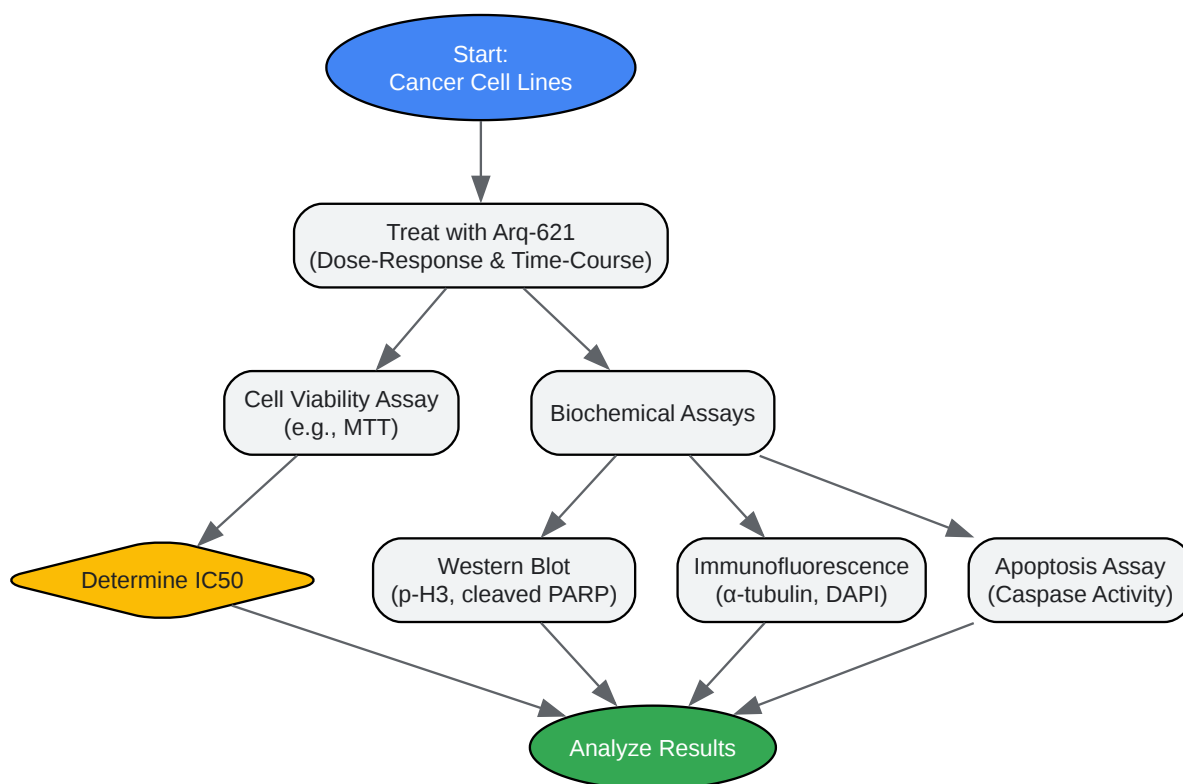 Start:
Cancer Cell Lines
Treat with Arq-621
(Dose-Response & Time-Course)
Cell Viability Assay
(e.g., MTT)
Biochemical Assays
Determine IC50
Western Blot
(p-H3, cleaved PARP)
Immunofluorescence
(α-tubulin, DAPI)
Apoptosis Assay
(Caspase Activity)
Analyze Results